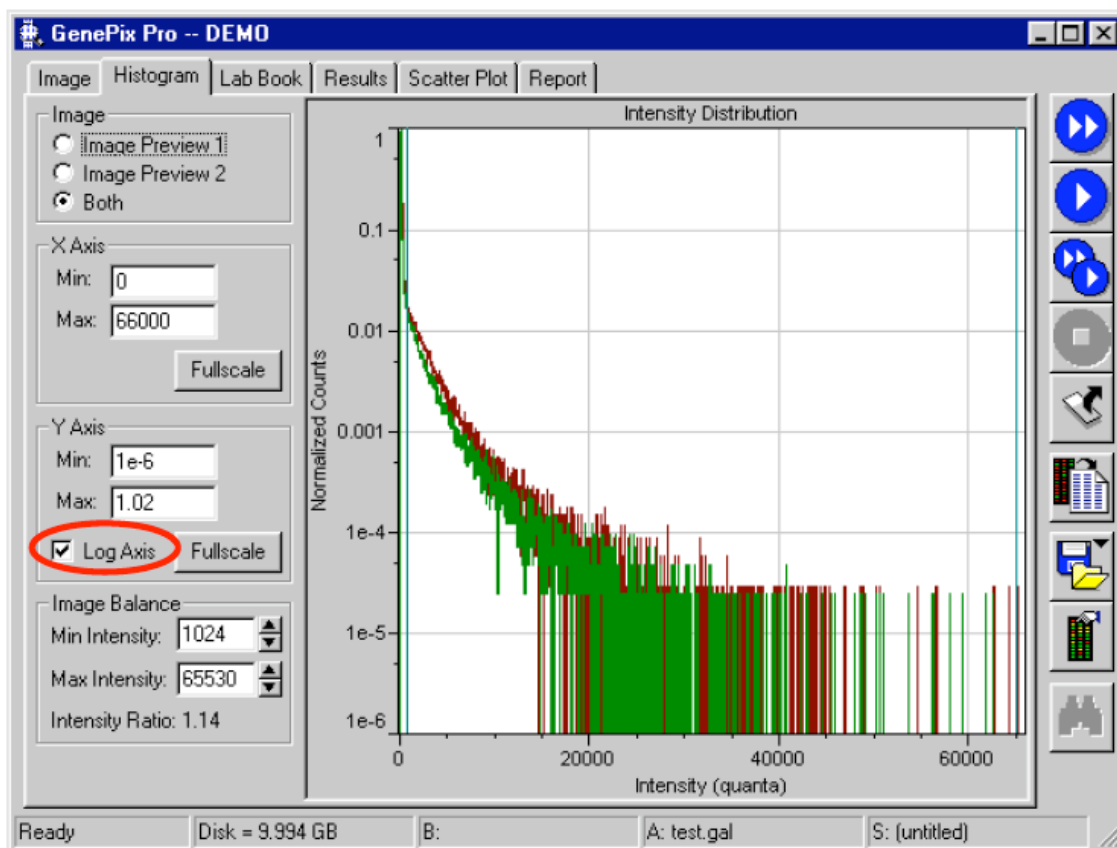 GenePix Pro -- DEMO
Image Histogram Lab Book Results Scatter Plot Report
Image
Image Preview 1
Image Preview 2
Both
X Axis
Min: 0
Max: 66000
Fullscale
Y Axis
Min: 1e-6
Max: 1.02
Log Axis Fullscale
Image Balance
Min Intensity: 1024
Max Intensity: 65530
Intensity Ratio: 1.14
Intensity Distribution
Normalized Counts
1
0.1
0.01
0.001
1e-4
1e-5
1e-6
0 20000 40000 60000
Intensity (quanta)
Ready Disk = 9.994 GB B: A: test.gal S: (untitled)